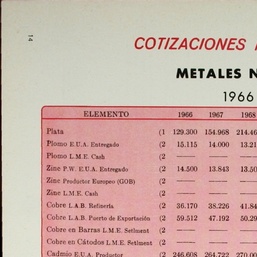 14
COTIZACIONES
METALES N
1966
ELEMENTO 1966 1967 1968
Plata (1 129.300 154.968 214.46
Plomo E.U.A. Entregado (2 15.115 14.000 13.21
Plomo L.M.E. Cash (2
Zinc P.W. E.U.A. Entregado (2 14.500 13.843 13.50
Zinc Productor Europeo (GOB) (2
Zinc L.M.E. Cash (2
Cobre L.A.B. Refinería (2 36.170 38.226 41.84
Cobre L.A.B. Puerto de Exportación (2 59.512 47.192 50.29
Cobre en Barras L.M.E. Setlment (2
Cobre en Cátodos L.M.E. Setlment (2
Cadmio E.U.A. Productor (2 246.608 264.722 270.00